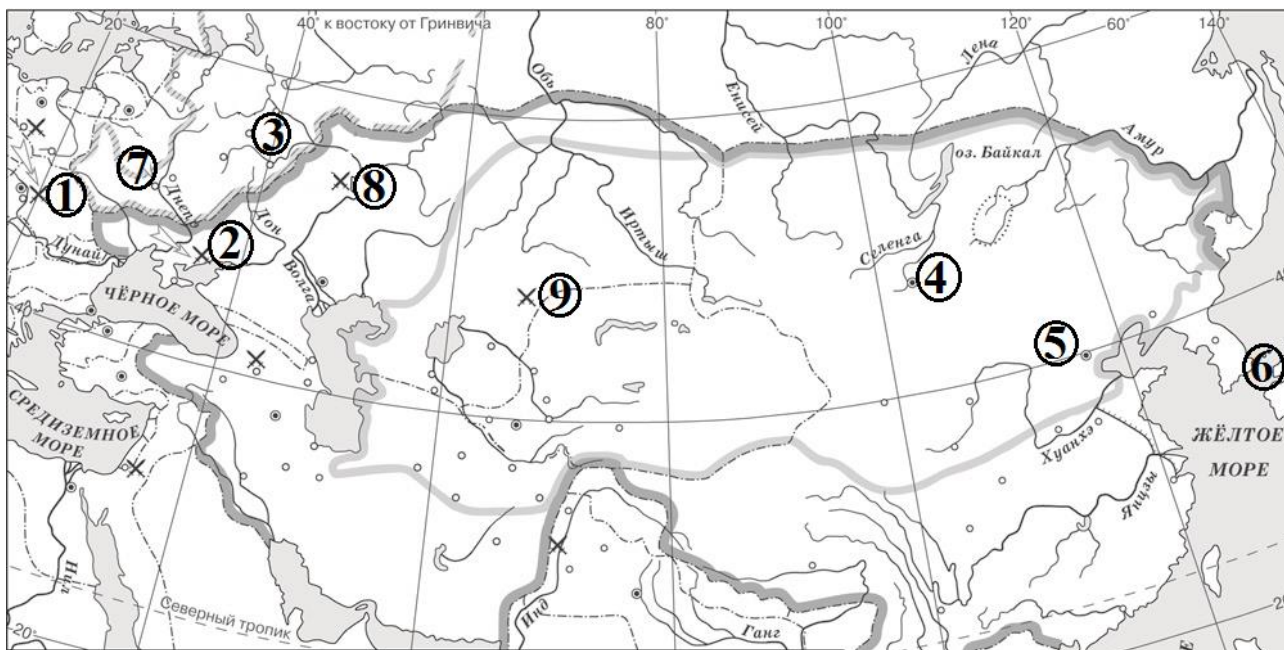 20°
40°
к востоку от Гринвича
80°
100°
120°
60°
140°
Обь
Енисей
Лена
3
7
оз. Байкал
Амур
1
8
Днепр
Дон
2
Иртыш
Селенга
Дунай
Волга
4
9
40
ЧЁРНОЕ МОРЕ
5
6
СРЕДИЗЕМНОЕ
МОРЕ
Хуанхэ
ЖЁЛТОЕ
МОРЕ
Янцзы
Нил
Северный тропик
Инд
Ганг
20°